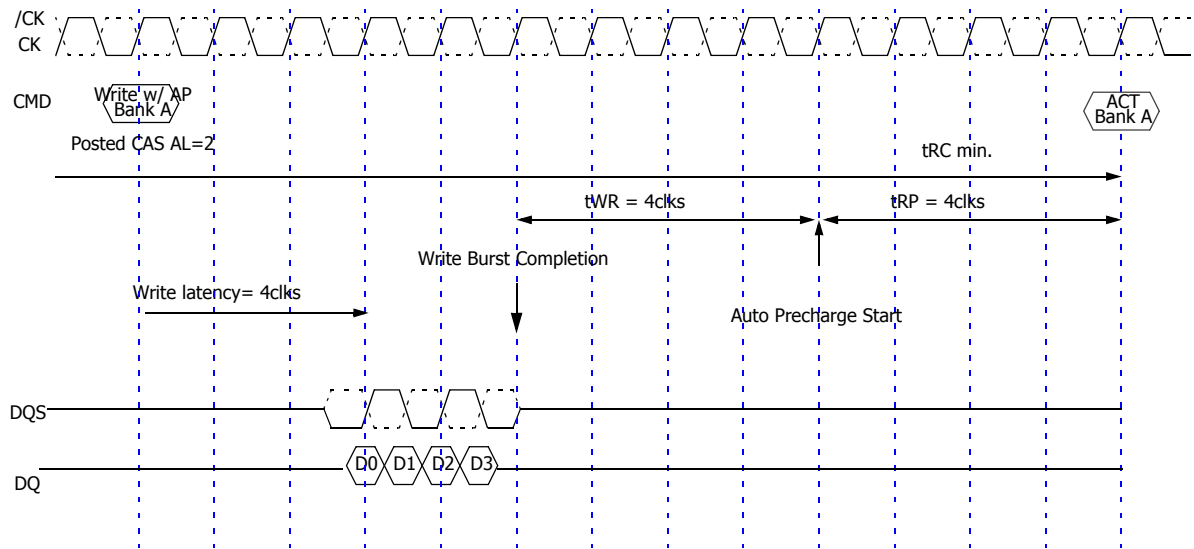 /CK
CK
CMD
Write w/ AP
Bank A
ACT
Bank A
Posted CAS AL=2
tRC min.
tWR = 4clks
tRP = 4clks
Write Burst Completion
Write latency= 4clks
Auto Precharge Start
DQS
D0 D1 D2 D3
DQ